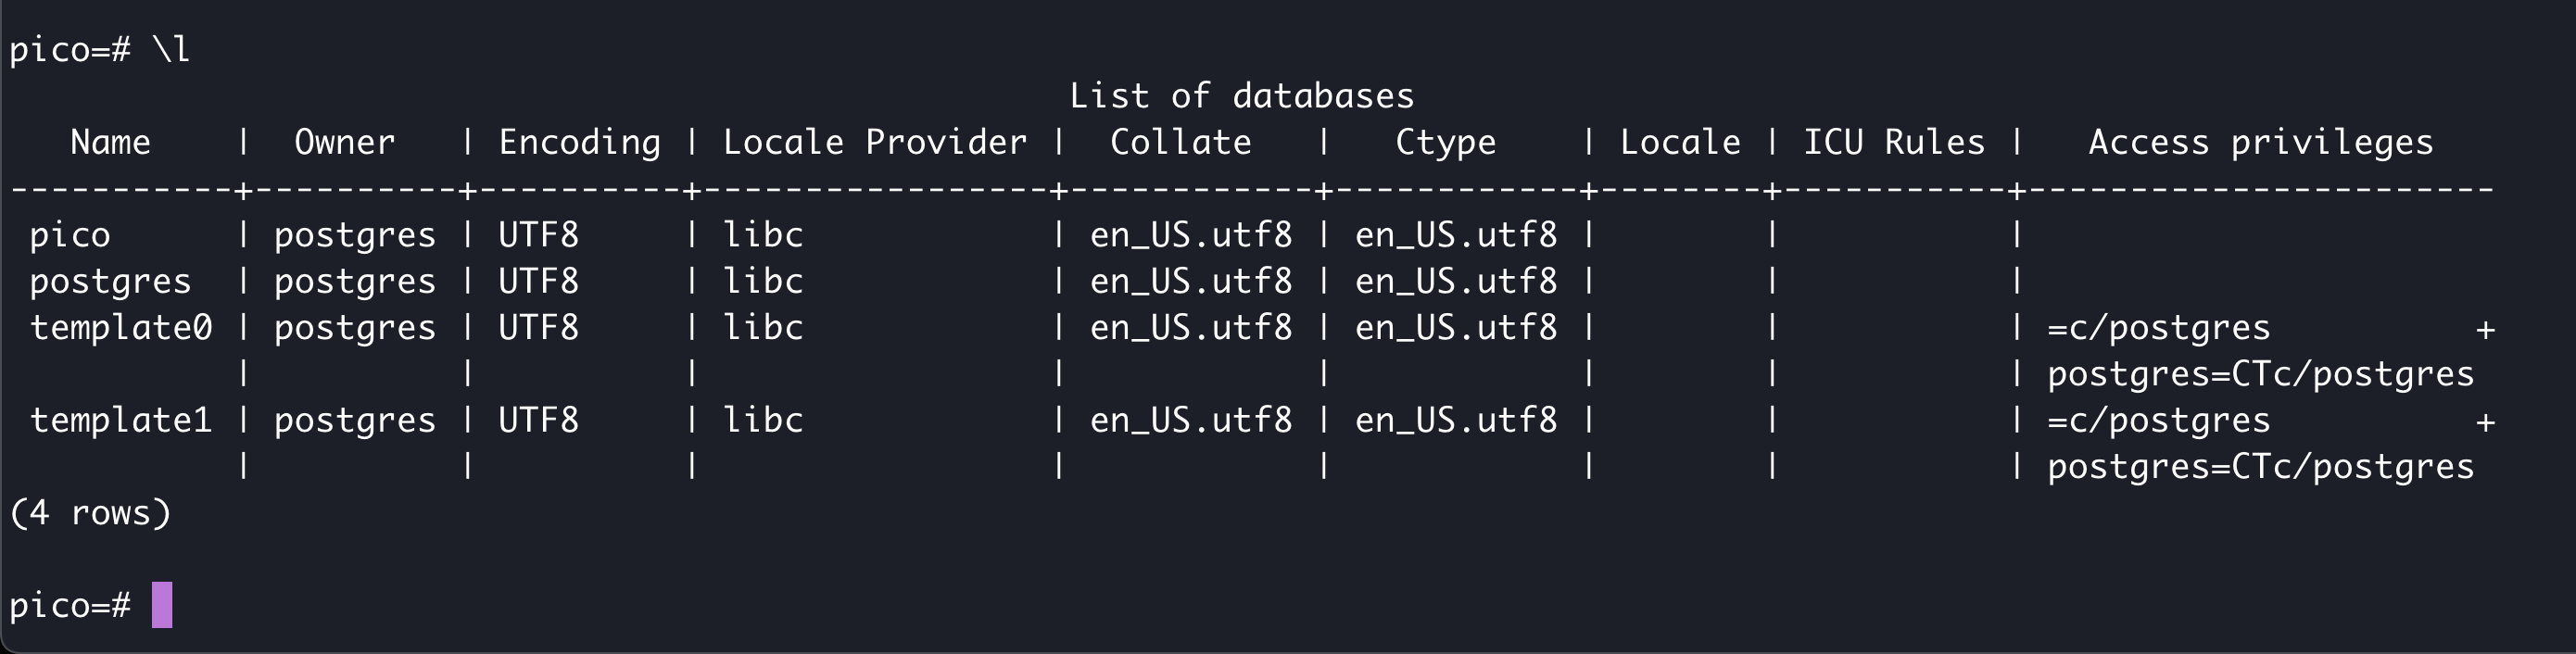 pico=# \l
                                                    List of databases
   Name    |  Owner   | Encoding | Locale Provider |  Collate   |   Ctype    | Locale | ICU Rules |   Access privileges
-----------+----------+----------+-----------------+------------+------------+--------+-----------+-----------------------
 pico      | postgres | UTF8     | libc            | en_US.utf8 | en_US.utf8 |        |           |
 postgres  | postgres | UTF8     | libc            | en_US.utf8 | en_US.utf8 |        |           |
 template0 | postgres | UTF8     | libc            | en_US.utf8 | en_US.utf8 |        |           | =c/postgres          +
           |          |          |                 |            |            |        |           | postgres=CTc/postgres
 template1 | postgres | UTF8     | libc            | en_US.utf8 | en_US.utf8 |        |           | =c/postgres          +
           |          |          |                 |            |            |        |           | postgres=CTc/postgres
(4 rows)

pico=#